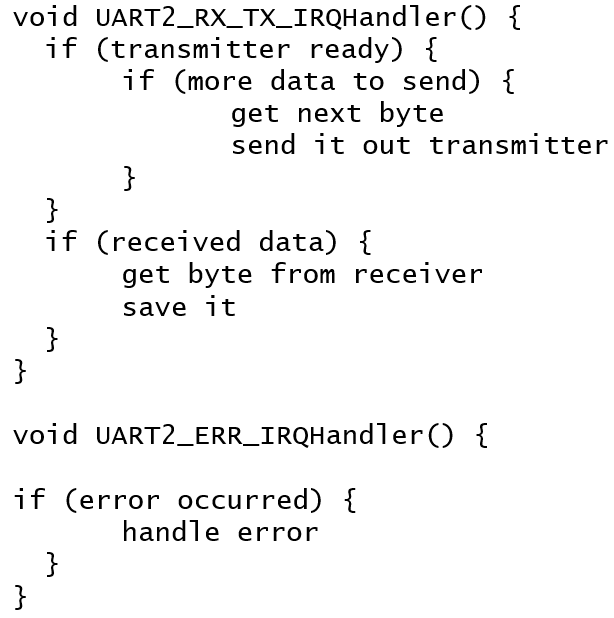 void UART2_RX_TX_IRQHandler() {
if (transmitter ready) {
if (more data to send) {
get next byte
send it out transmitter
}
}
if (received data) {
get byte from receiver
save it
}
}
void UART2_ERR_IRQHandler() {
if (error occurred) {
handle error
}
}